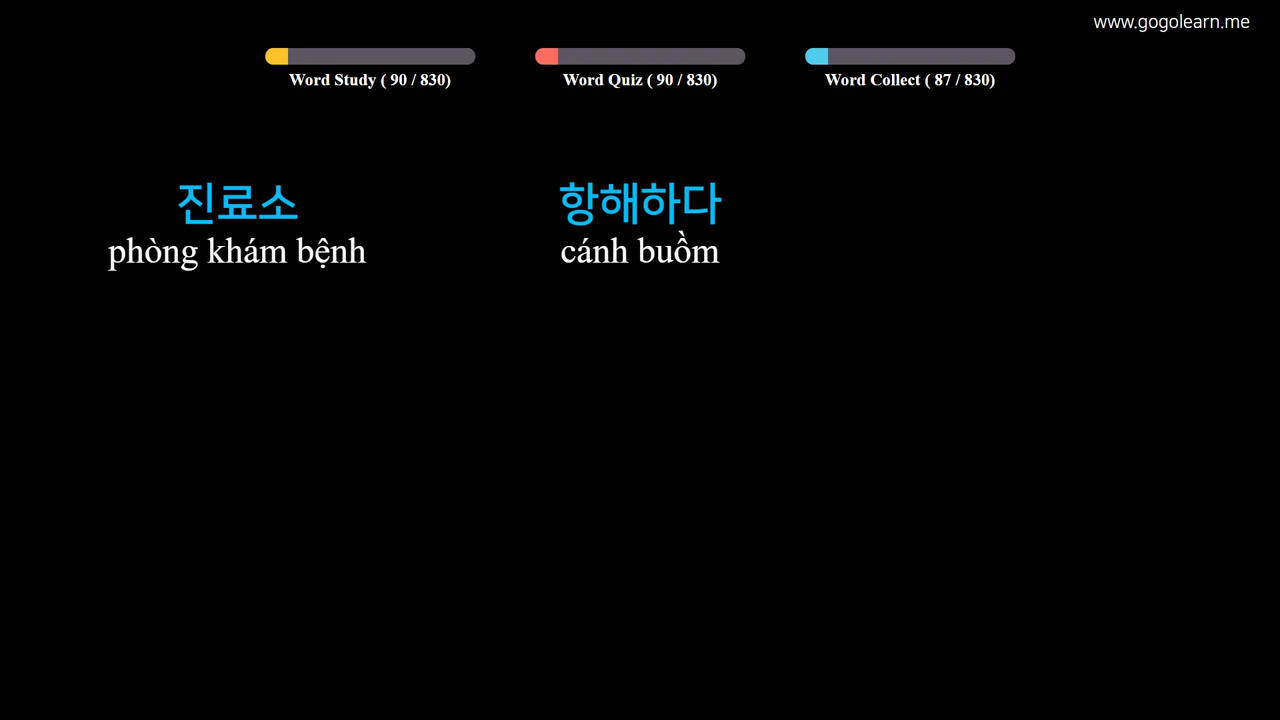 www.gogolearn.me
Word Study ( 90 / 830)
Word Quiz ( 90 / 830)
Word Collect ( 87 / 830)
진료소
phòng khám bệnh
항해하다
cánh buồm